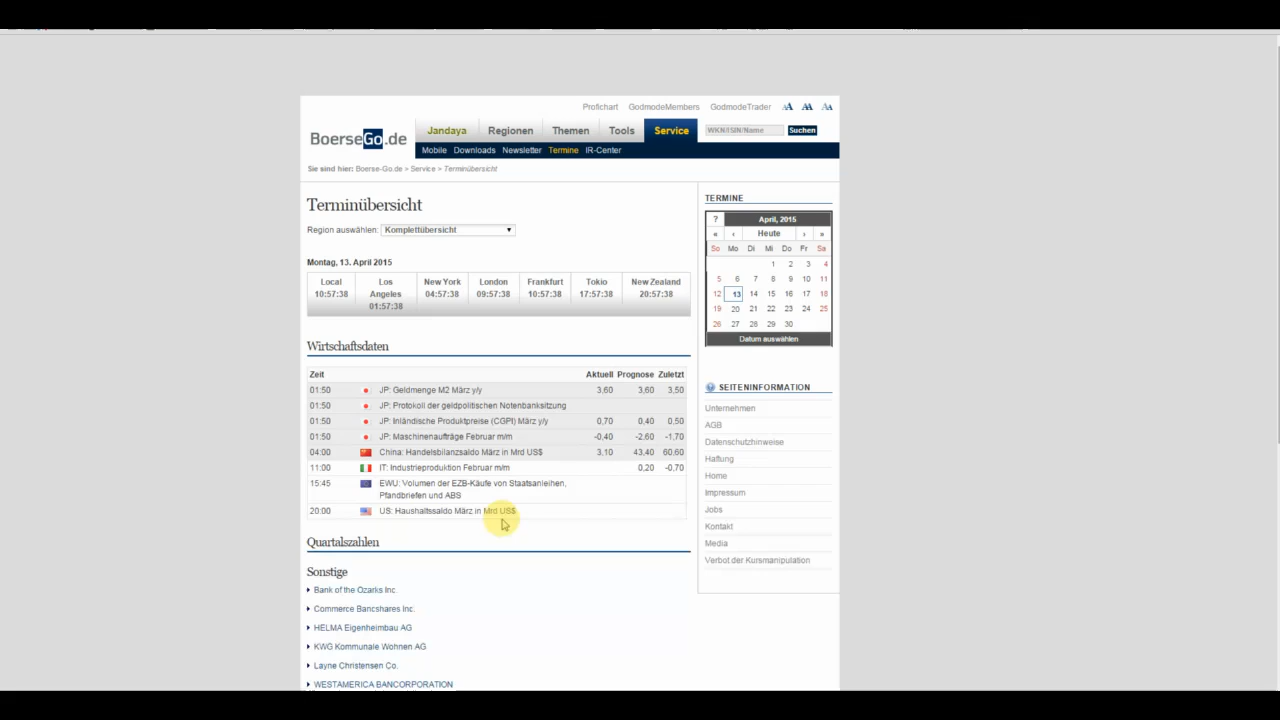 Profichart GodmodeMembers GodmodeTrader AA AA AA
BoerseGo.de
Jandaya Regionen Themen Tools Service WKN/ISIN/Name Suchen
Mobile Downloads Newsletter Termine IR-Center
Sie sind hier: Boerse-Go.de > Service > Terminübersicht
Terminübersicht
Region auswählen: Komplettübersicht
Montag, 13. April 2015
Local Los Angeles New York London Frankfurt Tokio New Zealand
10:57:38 01:57:38 04:57:38 09:57:38 10:57:38 17:57:38 20:57:38
Wirtschaftsdaten
Zeit Aktuell Prognose Zuletzt
01:50 JP: Geldmenge M2 März y/y 3,60 3,60 3,50
01:50 JP: Protokoll der geldpolitischen Notenbanksitzung
01:50 JP: Inländische Produktpreise (CGPI) März y/y 0,70 0,40 0,50
01:50 JP: Maschinenaufträge Februar m/m -0,40 -2,60 -1,70
04:00 China: Handelsbilanzsaldo März in Mrd US$ 3,10 43,40 60,60
11:00 IT: Industrieproduktion Februar m/m 0,20 -0,70
15:45 EWU: Volumen der EZB-Käufe von Staatsanleihen,
Pfandbriefen und ABS
20:00 US: Haushaltssaldo März in Mrd US$
Quartalszahlen
Sonstige
Bank of the Ozarks Inc.
Commerce Bancshares Inc.
HELMA Eigenheimbau AG
KWG Kommunale Wohnen AG
Layne Christensen Co.
WESTAMERICA BANCORPORATION
TERMINE
? April, 2015
« ‹ Heute › »
So Mo Di Mi Do Fr Sa
1 2 3 4
5 6 7 8 9 10 11
12 13 14 15 16 17 18
19 20 21 22 23 24 25
26 27 28 29 30
Datum auswählen
SEITENINFORMATION
Unternehmen
AGB
Datenschutzhinweise
Haftung
Home
Impressum
Jobs
Kontakt
Media
Verbot der Kursmanipulation